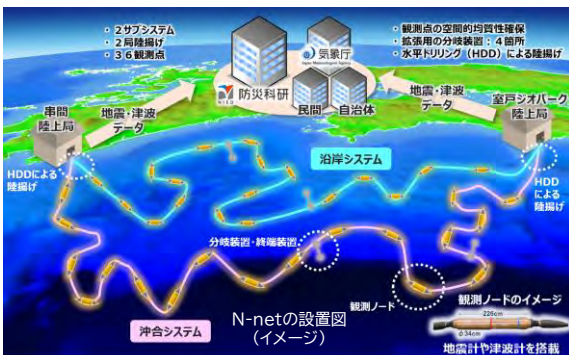 ・２サブシステム
・２局陸揚げ
・３６観測点
・観測点の空間的均質性確保
・拡張用の分岐装置：４箇所
・水平ドリリング（HDD）による陸揚げ
気象庁
Japan Meteorological Agency
NIED
防災科研
民間
自治体
串間
陸上局
地震・津波
データ
地震・津波
データ
室戸ジオパーク
陸上局
HDDによる
陸揚げ
沿岸システム
HDD
による
陸揚げ
分岐装置・終端装置
観測ノード
沖合システム
N-netの設置図
（イメージ）
観測ノードのイメージ
226cm
34cm
地震計や津波計を搭載